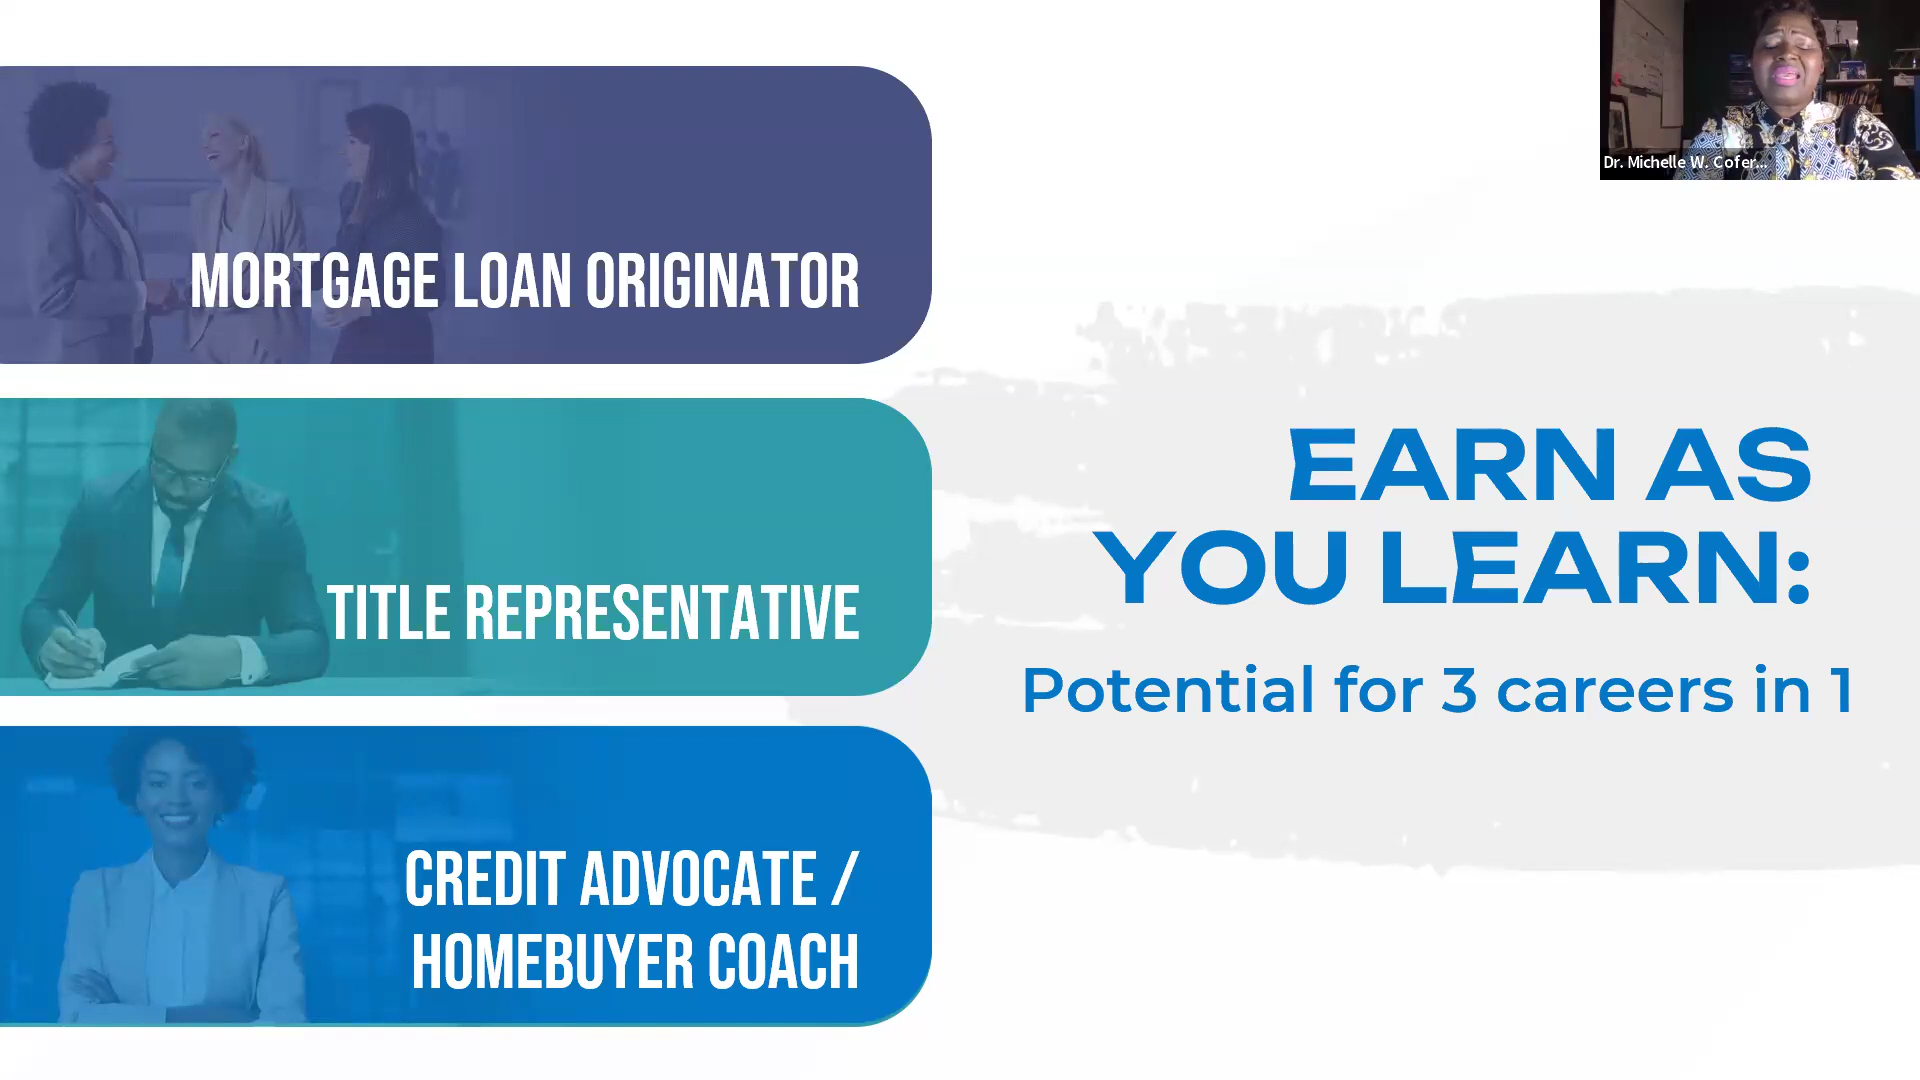 MORTGAGE LOAN ORIGINATOR
TITLE REPRESENTATIVE
CREDIT ADVOCATE /
HOMEBUYER COACH
EARN AS
YOU LEARN:
Potential for 3 careers in 1
Dr. Michelle W. Cofer...